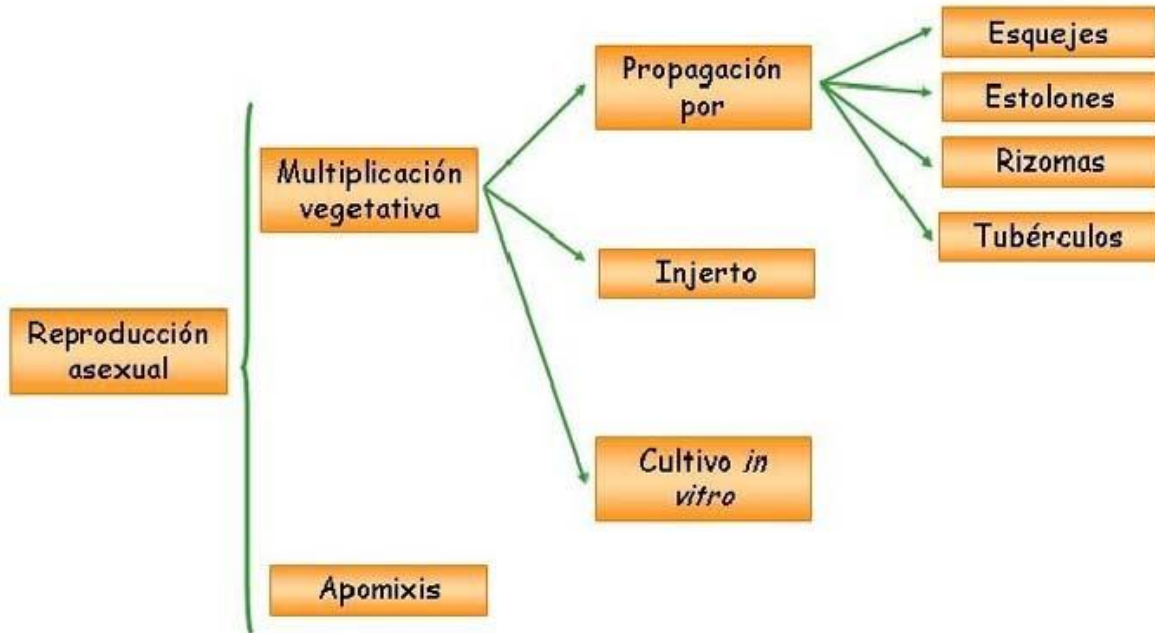 Reproducción
asexual
Multiplicación
vegetativa
Propagación
por
Esquejes
Estolones
Rizomas
Tubérculos
Injerto
Cultivo in
vitro
Apomixis